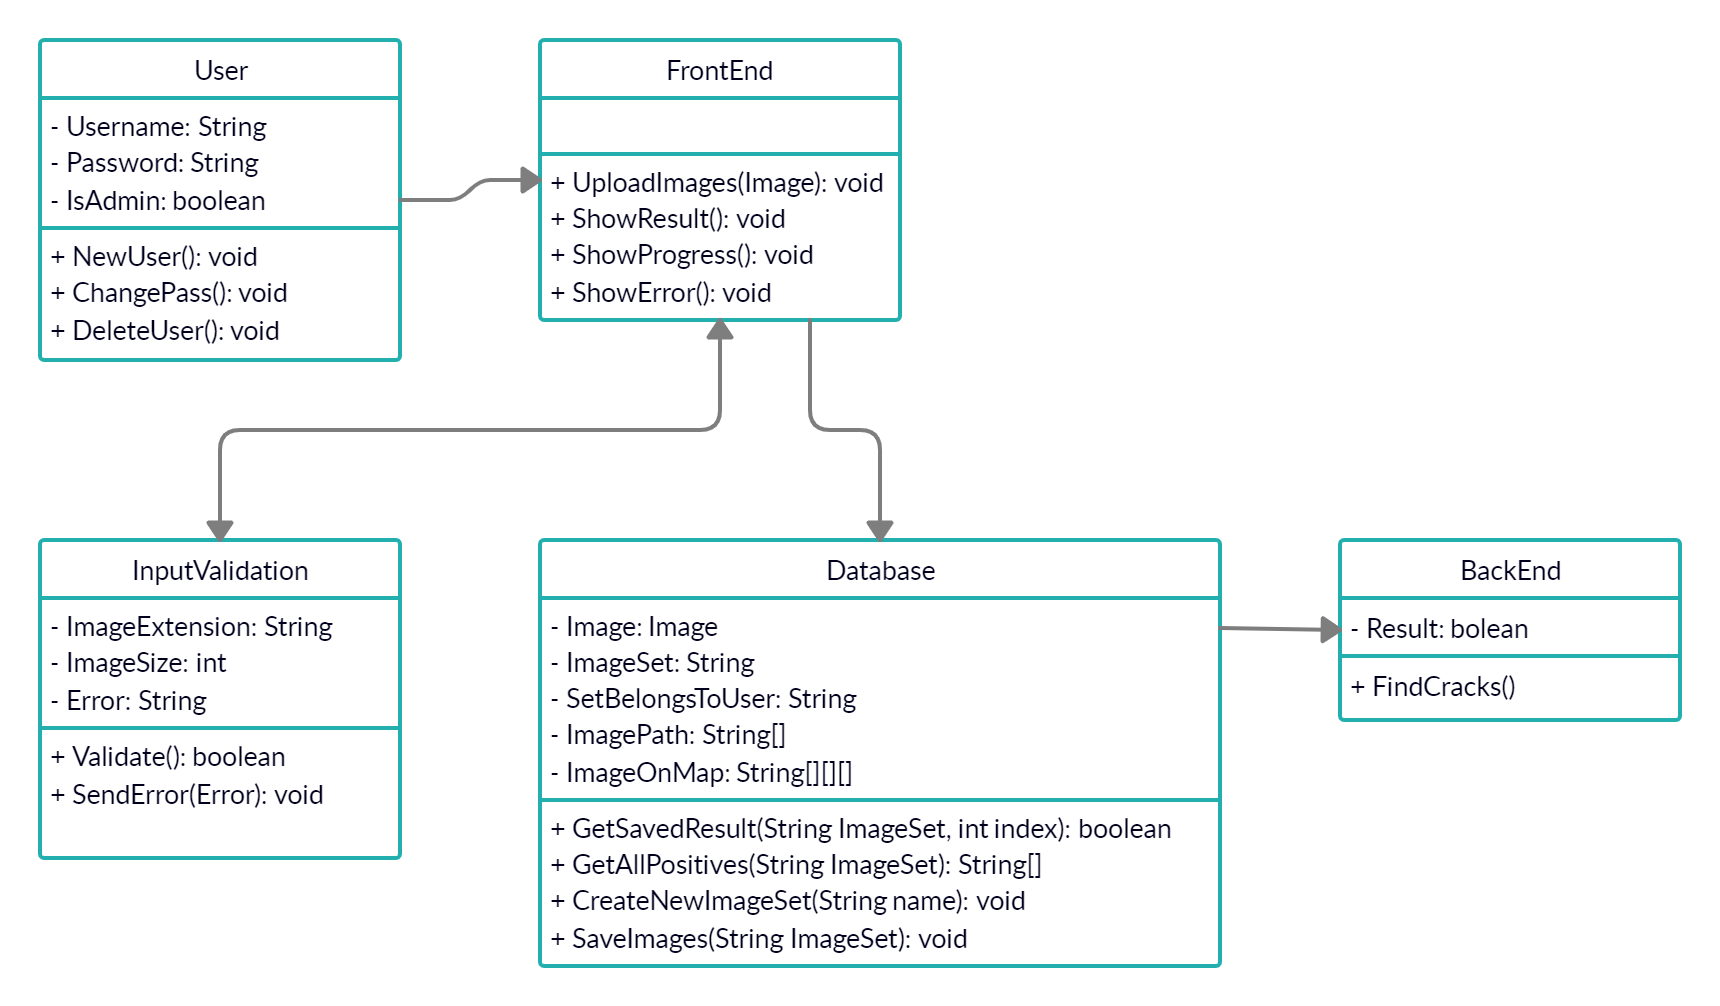 User
- Username: String
- Password: String
- IsAdmin: boolean
+ NewUser(): void
+ ChangePass(): void
+ DeleteUser(): void
FrontEnd
+ UploadImages(Image): void
+ ShowResult(): void
+ ShowProgress(): void
+ ShowError(): void
InputValidation
- ImageExtension: String
- ImageSize: int
- Error: String
+ Validate(): boolean
+ SendError(Error): void
Database
- Image: Image
- ImageSet: String
- SetBelongsToUser: String
- ImagePath: String[]
- ImageOnMap: String[][][]
+ GetSavedResult(String ImageSet, int index): boolean
+ GetAllPositives(String ImageSet): String[]
+ CreateNewImageSet(String name): void
+ SaveImages(String ImageSet): void
BackEnd
- Result: bolean
+ FindCracks()